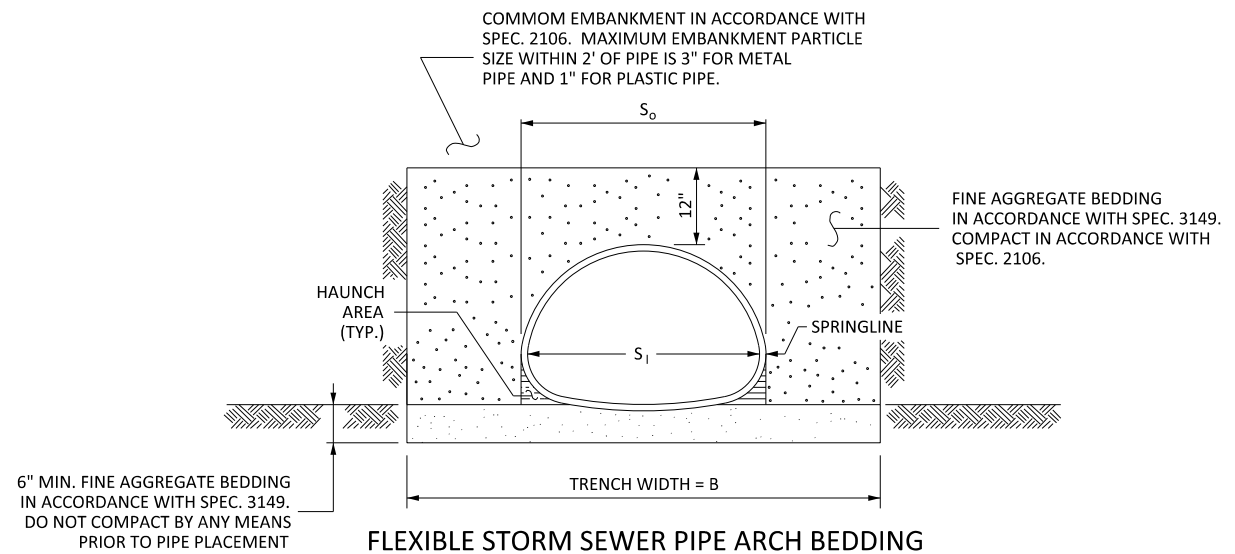 COMMOM EMBANKMENT IN ACCORDANCE WITH
SPEC. 2106. MAXIMUM EMBANKMENT PARTICLE
SIZE WITHIN 2' OF PIPE IS 3" FOR METAL
PIPE AND 1" FOR PLASTIC PIPE.
So
12"
FINE AGGREGATE BEDDING
IN ACCORDANCE WITH SPEC. 3149.
COMPACT IN ACCORDANCE WITH
SPEC. 2106.
HAUNCH
AREA
(TYP.)
SPRINGLINE
SI
6" MIN. FINE AGGREGATE BEDDING
IN ACCORDANCE WITH SPEC. 3149.
DO NOT COMPACT BY ANY MEANS
PRIOR TO PIPE PLACEMENT
TRENCH WIDTH = B
FLEXIBLE STORM SEWER PIPE ARCH BEDDING